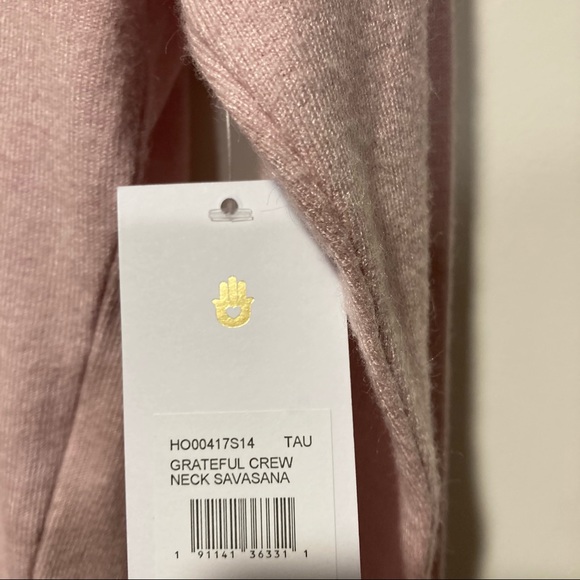 HO00417S14 TAU
GRATEFUL CREW
NECK SAVASANA
1 91141 36331 1